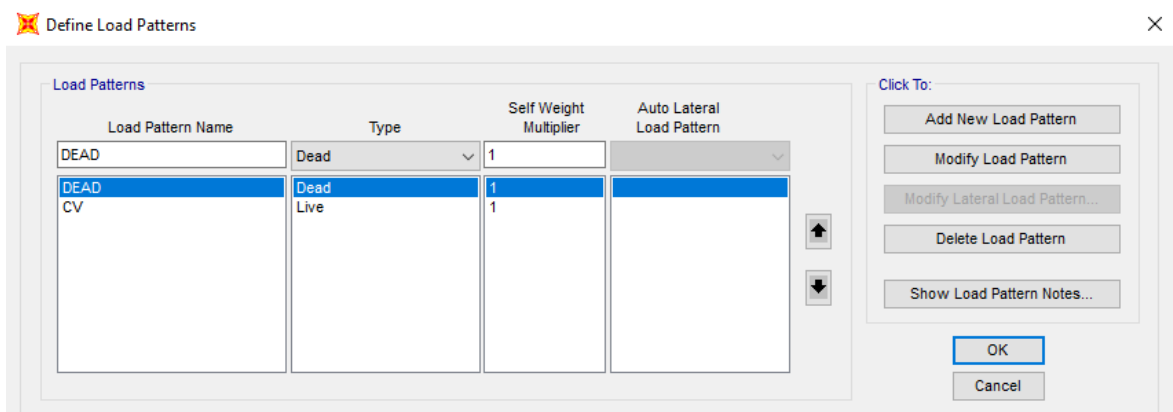 Define Load Patterns
Load Patterns
Click To:
Load Pattern Name Type Self Weight Multiplier Auto Lateral Load Pattern
DEAD Dead 1
DEAD Dead 1
CV Live 1
Add New Load Pattern
Modify Load Pattern
Modify Lateral Load Pattern...
Delete Load Pattern
Show Load Pattern Notes...
OK
Cancel